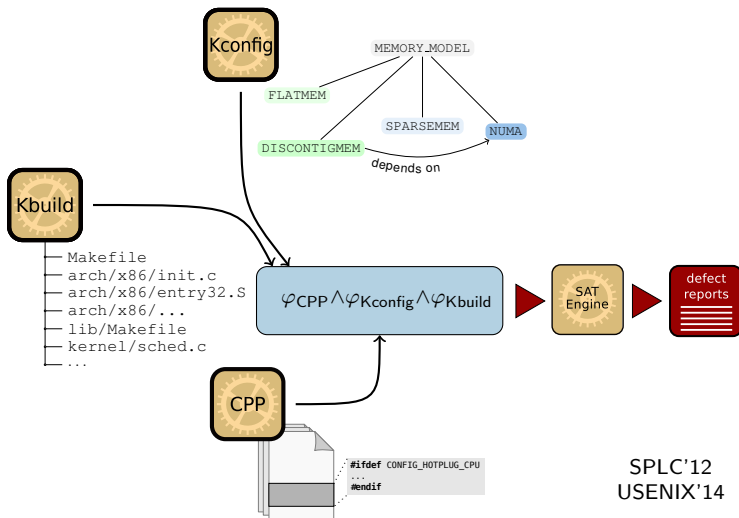 Kconfig
MEMORY_MODEL
FLATMEM
SPARSEMEM
NUMA
DISCONTIGMEM
depends on
Kbuild
Makefile
arch/x86/init.c
arch/x86/entry32.S
arch/x86/...
lib/Makefile
kernel/sched.c
...
φCPP ∧ φKconfig ∧ φKbuild
SAT
Engine
defect
reports
CPP
#ifdef CONFIG_HOTPLUG_CPU
...
#endif
SPLC'12
USENIX'14